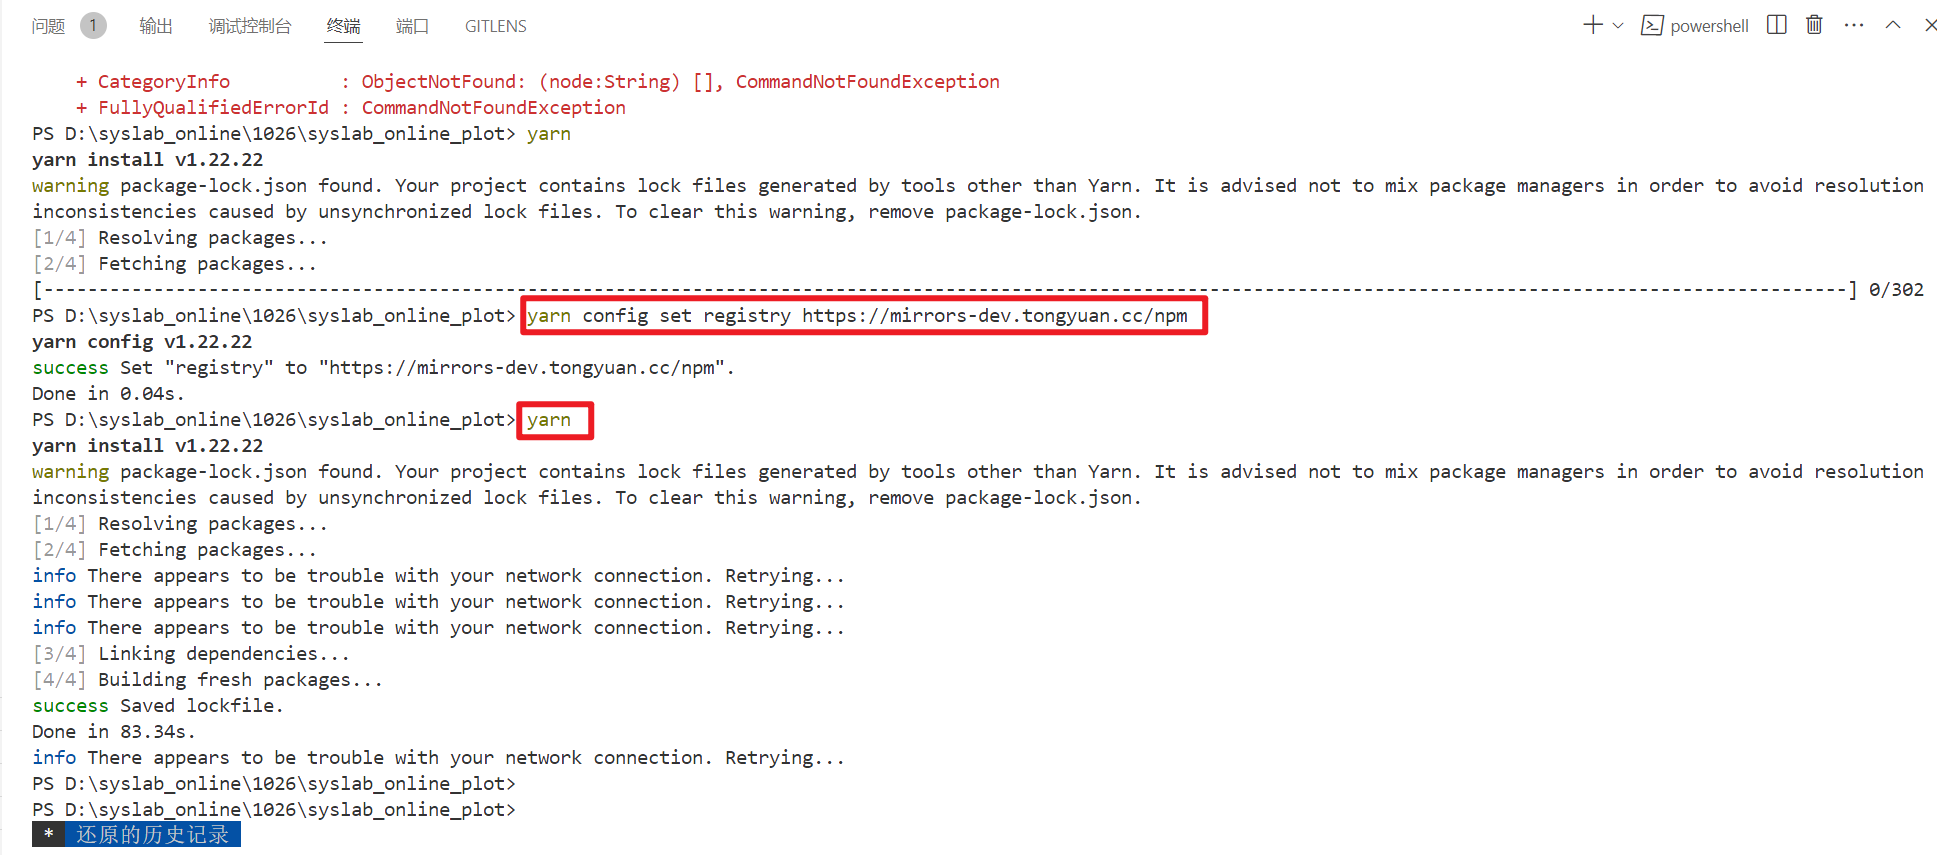 问题 1 输出 调试控制台 终端 端口 GITLENS powershell
+ CategoryInfo : ObjectNotFound: (node:String) [], CommandNotFoundException
+ FullyQualifiedErrorId : CommandNotFoundException
PS D:\syslab_online\1026\syslab_online_plot> yarn
yarn install v1.22.22
warning package-lock.json found. Your project contains lock files generated by tools other than Yarn. It is advised not to mix package managers in order to avoid resolution
inconsistencies caused by unsynchronized lock files. To clear this warning, remove package-lock.json.
[1/4] Resolving packages...
[2/4] Fetching packages...
[--------------------------------------------------------------------------------------------------------------------------------------------------------------------] 0/302
PS D:\syslab_online\1026\syslab_online_plot> yarn config set registry https://mirrors-dev.tongyuan.cc/npm
yarn config v1.22.22
success Set "registry" to "https://mirrors-dev.tongyuan.cc/npm".
Done in 0.04s.
PS D:\syslab_online\1026\syslab_online_plot> yarn
yarn install v1.22.22
warning package-lock.json found. Your project contains lock files generated by tools other than Yarn. It is advised not to mix package managers in order to avoid resolution
inconsistencies caused by unsynchronized lock files. To clear this warning, remove package-lock.json.
[1/4] Resolving packages...
[2/4] Fetching packages...
info There appears to be trouble with your network connection. Retrying...
info There appears to be trouble with your network connection. Retrying...
info There appears to be trouble with your network connection. Retrying...
[3/4] Linking dependencies...
[4/4] Building fresh packages...
success Saved lockfile.
Done in 83.34s.
info There appears to be trouble with your network connection. Retrying...
PS D:\syslab_online\1026\syslab_online_plot>
PS D:\syslab_online\1026\syslab_online_plot>
* 还原的历史记录